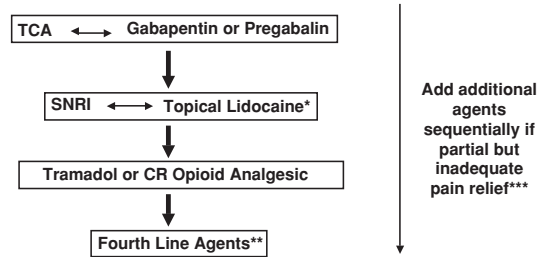 TCA Gabapentin or Pregabalin
SNRI Topical Lidocaine*
Tramadol or CR Opioid Analgesic
Fourth Line Agents**
Add additional
agents
sequentially if
partial but
inadequate
pain relief***